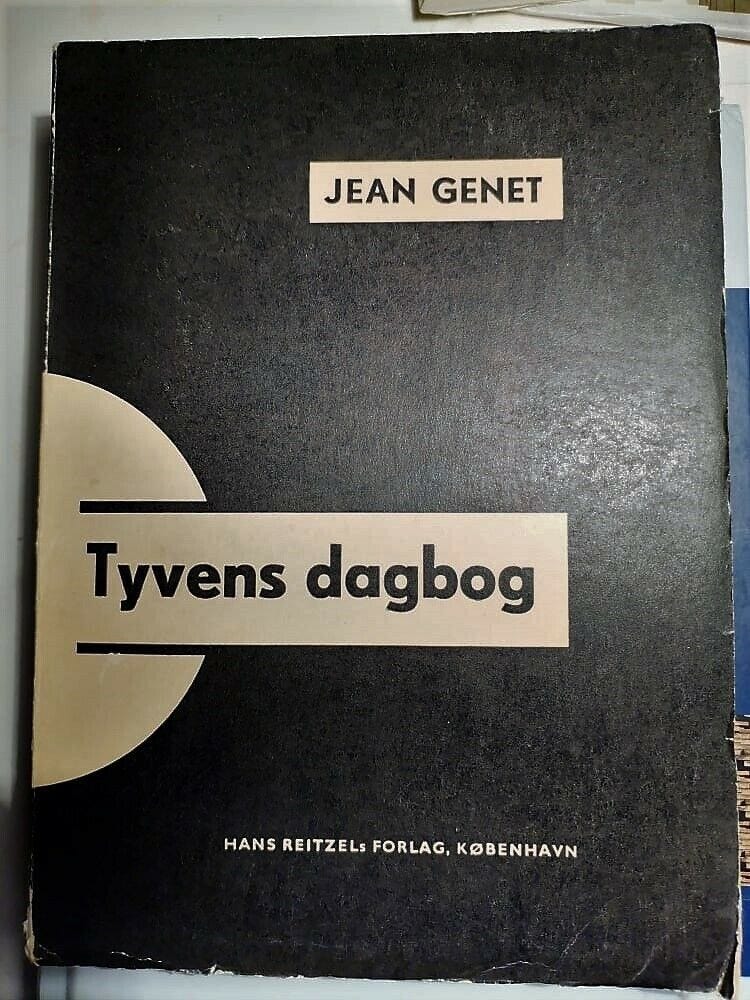 JEAN GENET
Tyvens dagbog
HANS REITZELs FORLAG, KØBENHAVN